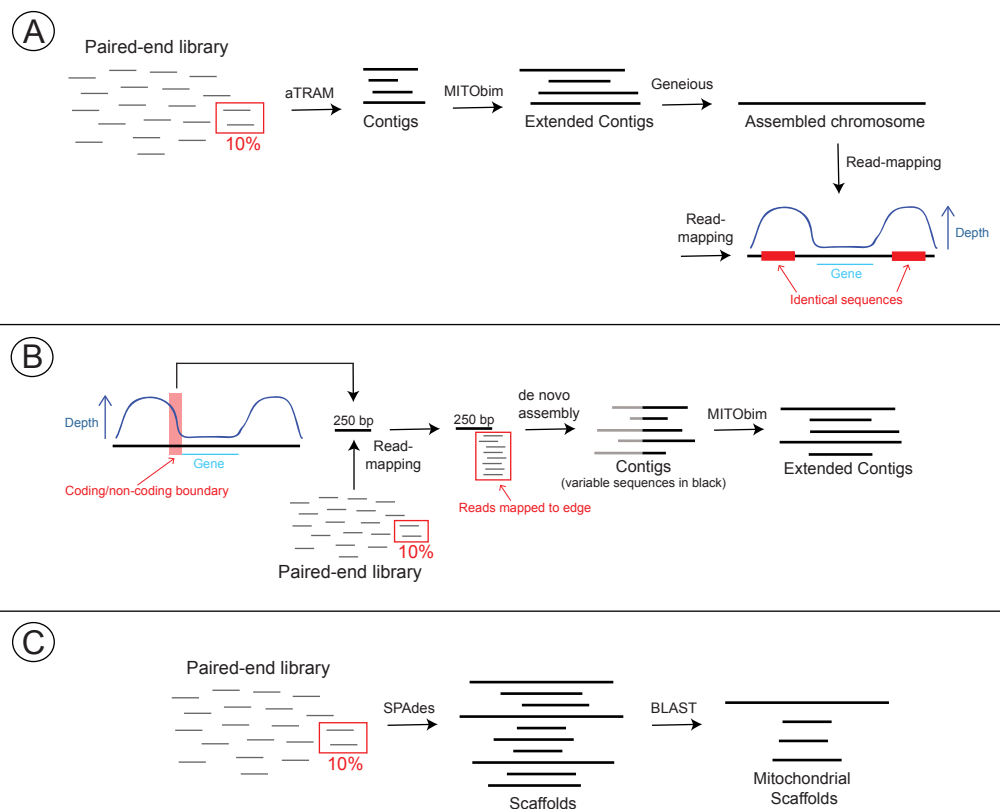 A
Paired-end library
10%
aTRAM
Contigs
MITObim
Extended Contigs
Geneious
Assembled chromosome
Read-mapping
Read-
mapping
Depth
Gene
Identical sequences
B
Depth
Gene
Coding/non-coding boundary
250 bp
Read-
mapping
10%
Paired-end library
250 bp
Reads mapped to edge
de novo
assembly
Contigs
(variable sequences in black)
MITObim
Extended Contigs
C
Paired-end library
10%
SPAdes
Scaffolds
BLAST
Mitochondrial
Scaffolds